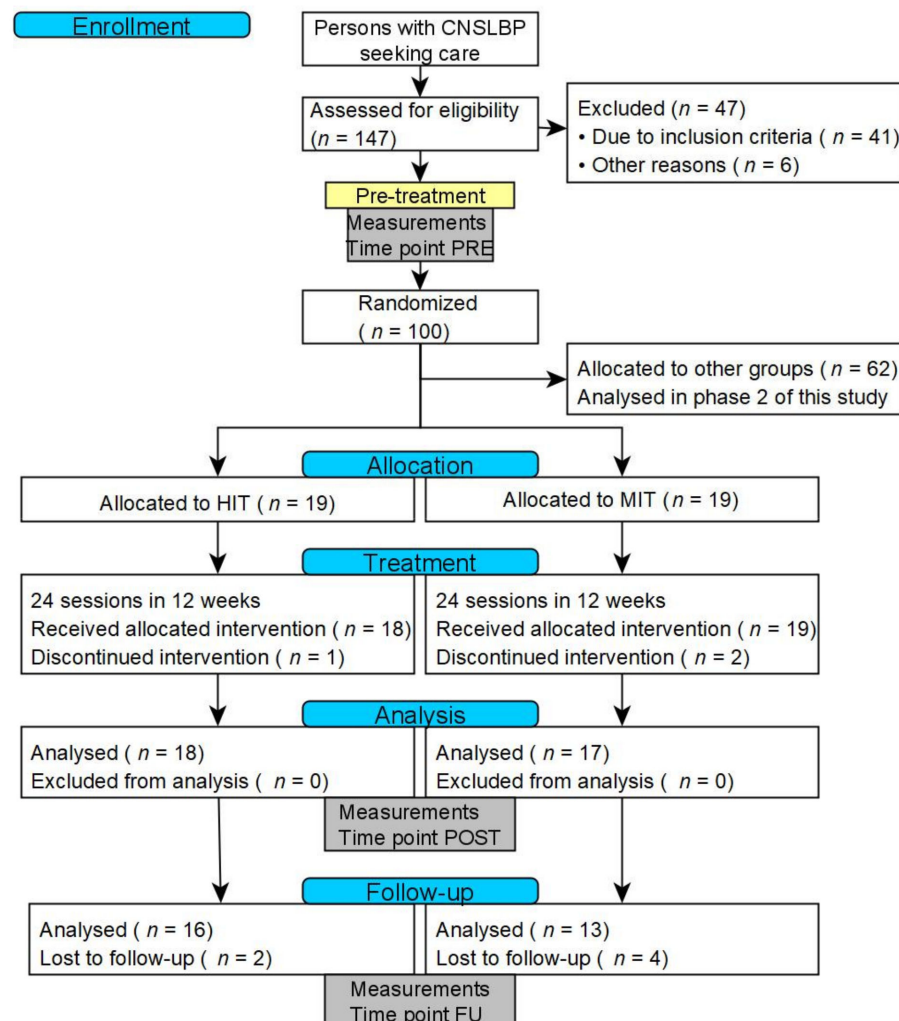 Enrollment
Persons with CNSLBP
seeking care
Assessed for eligibility
(n = 147)
Excluded (n = 47)
• Due to inclusion criteria ( n = 41)
• Other reasons ( n = 6)
Pre-treatment
Measurements
Time point PRE
Randomized
( n = 100)
Allocated to other groups ( n = 62)
Analysed in phase 2 of this study
Allocation
Allocated to HIT ( n = 19)
Allocated to MIT ( n = 19)
Treatment
24 sessions in 12 weeks
Received allocated intervention ( n = 18)
Discontinued intervention ( n = 1)
24 sessions in 12 weeks
Received allocated intervention ( n = 19)
Discontinued intervention ( n = 2)
Analysis
Analysed ( n = 18)
Excluded from analysis ( n = 0)
Analysed ( n = 17)
Excluded from analysis ( n = 0)
Measurements
Time point POST
Follow-up
Analysed ( n = 16)
Lost to follow-up ( n = 2)
Analysed ( n = 13)
Lost to follow-up ( n = 4)
Measurements
Time point FU